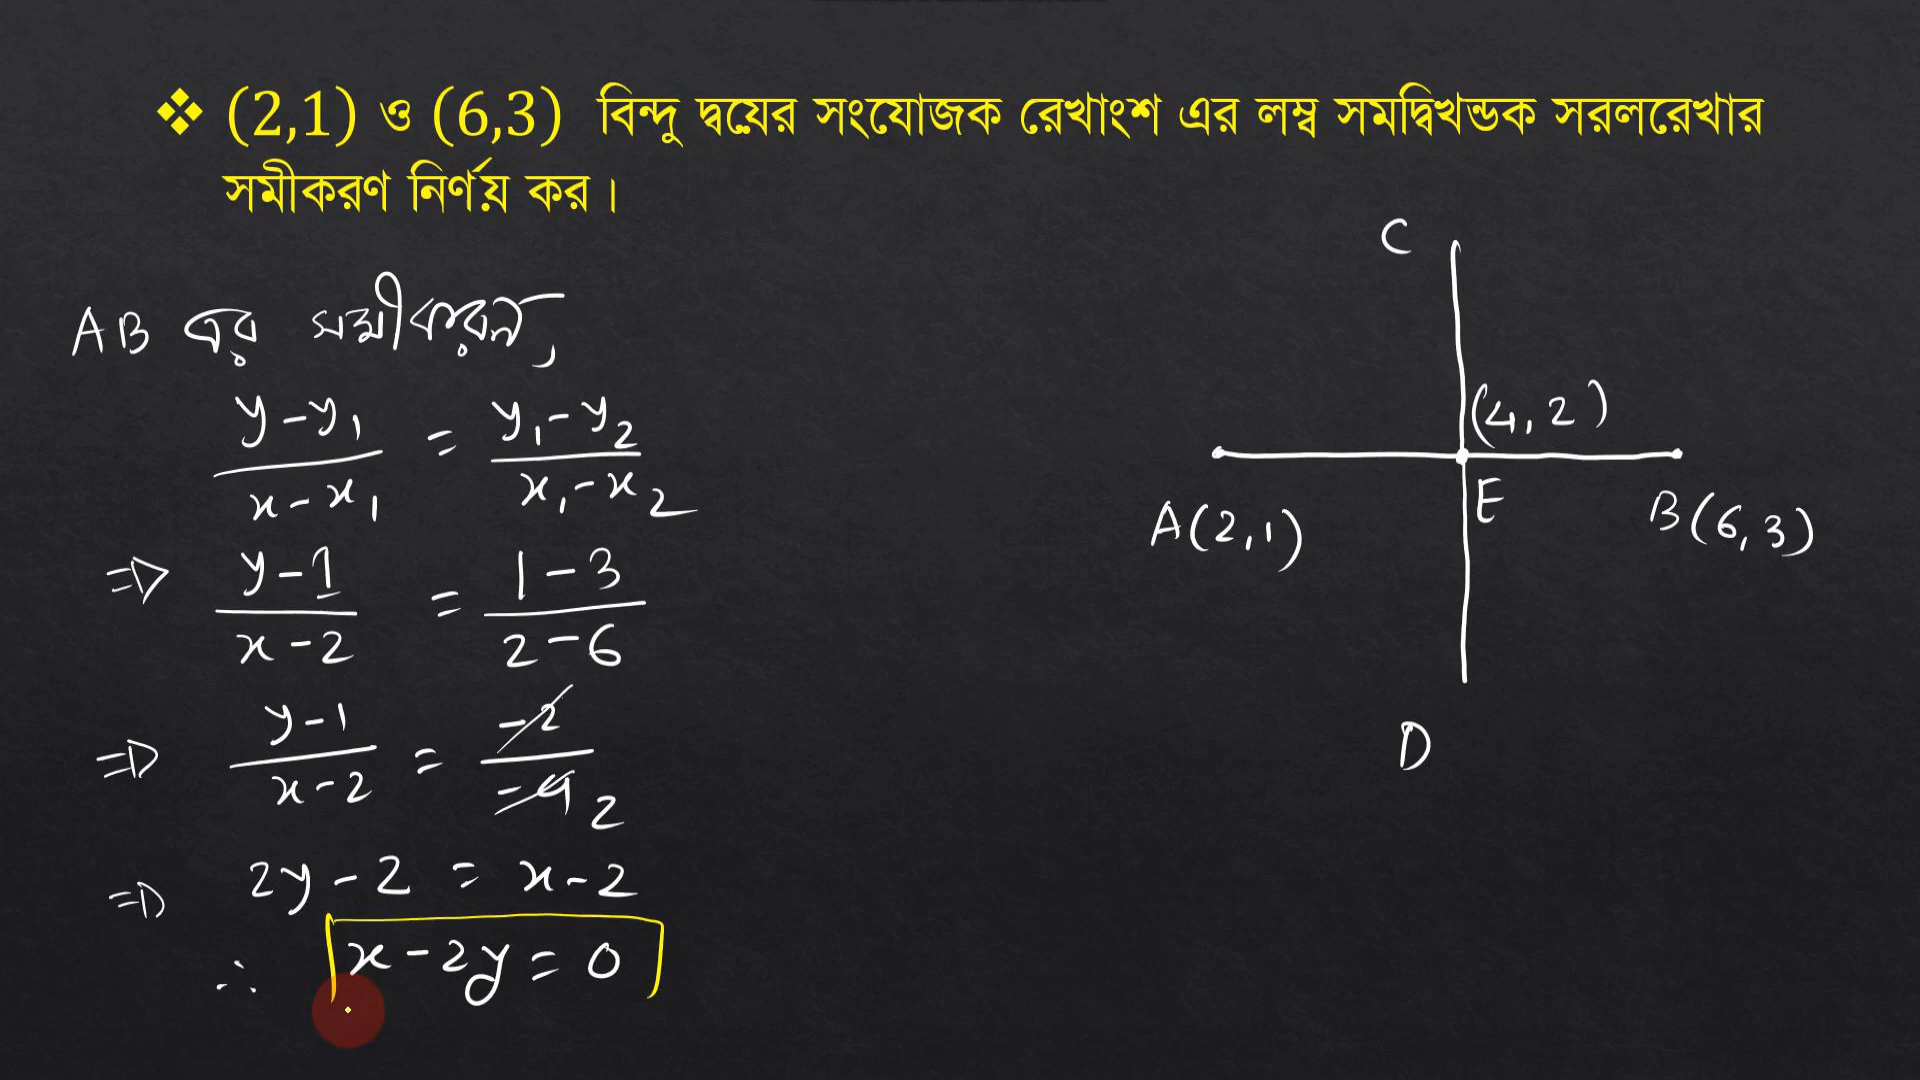 ❖ (2,1) ও (6,3) বিন্দু দ্বয়ের সংযোজক রেখাংশ এর লম্ব সমদ্বিখন্ডক সরলরেখার
সমীকরণ নির্ণয় কর।
AB এর সমীকরণ,
(y-y₁)/(x-x₁) = (y₁-y₂)/(x₁-x₂)
⇒ (y-1)/(x-2) = (1-3)/(2-6)
⇒ (y-1)/(x-2) = -2/-4 2
⇒ 2y-2 = x-2
∴ x-2y=0
C
(4,2)
E
A(2,1)
B(6,3)
D